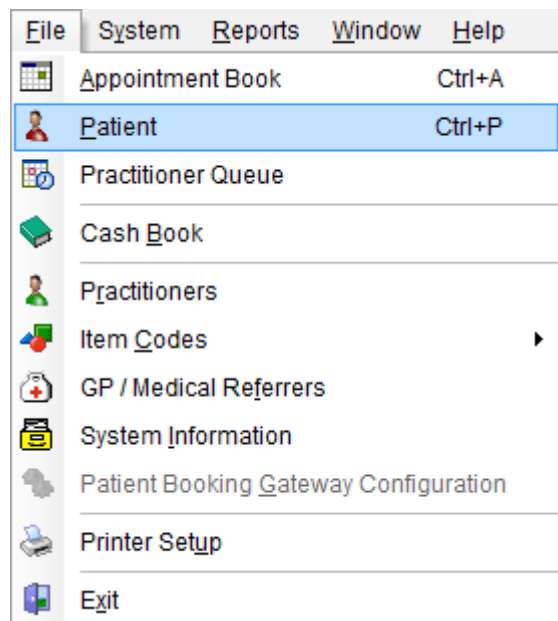 File System Reports Window Help
Appointment Book Ctrl+A
Patient Ctrl+P
Practitioner Queue
Cash Book
Practitioners
Item Codes
GP / Medical Referrers
System Information
Patient Booking Gateway Configuration
Printer Setup
Exit